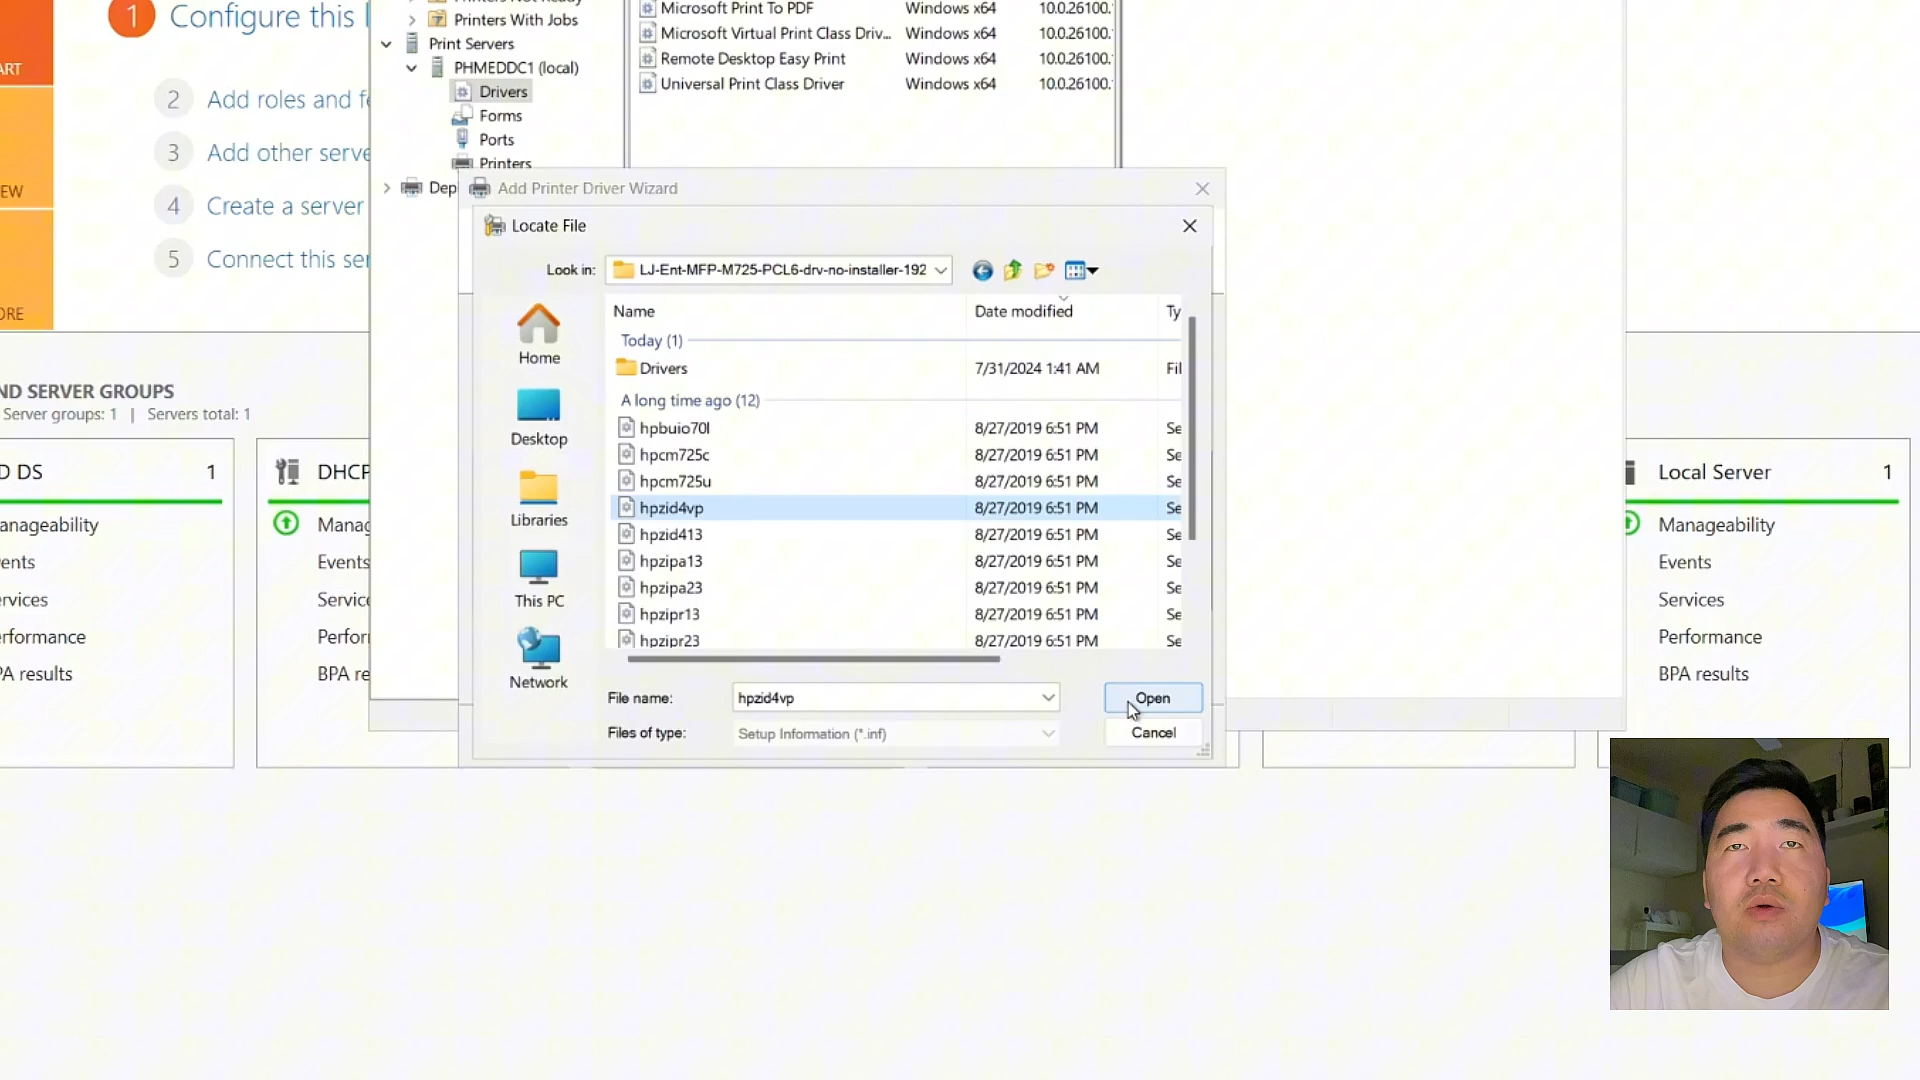 1 Configure this
2 Add roles and fe
3 Add other serve
4 Create a server
5 Connect this ser
ART
EW
ORE
ND SERVER GROUPS
Server groups: 1 | Servers total: 1
D DS 1
anageability
ents
ervices
erformance
PA results
DHCP
Manag
Events
Service
Perfor
BPA re
Printers Not Ready
Printers With Jobs
Print Servers
PHMEDDC1 (local)
Drivers
Forms
Ports
Printers
Dep
Microsoft Print To PDF Windows x64 10.0.26100.
Microsoft Virtual Print Class Driv... Windows x64 10.0.26100.
Remote Desktop Easy Print Windows x64 10.0.26100.
Universal Print Class Driver Windows x64 10.0.26100.
Add Printer Driver Wizard
Locate File
Look in: LJ-Ent-MFP-M725-PCL6-drv-no-installer-192
Home
Desktop
Libraries
This PC
Network
Name Date modified Ty
Today (1)
Drivers 7/31/2024 1:41 AM Fil
A long time ago (12)
hpbuio70l 8/27/2019 6:51 PM Se
hpcm725c 8/27/2019 6:51 PM Se
hpcm725u 8/27/2019 6:51 PM Se
hpzid4vp 8/27/2019 6:51 PM Se
hpzid413 8/27/2019 6:51 PM Se
hpzipa13 8/27/2019 6:51 PM Se
hpzipa23 8/27/2019 6:51 PM Se
hpzipr13 8/27/2019 6:51 PM Se
hpzipr23 8/27/2019 6:51 PM Se
File name: hpzid4vp Open
Files of type: Setup Information (*.inf) Cancel
Local Server 1
Manageability
Events
Services
Performance
BPA results